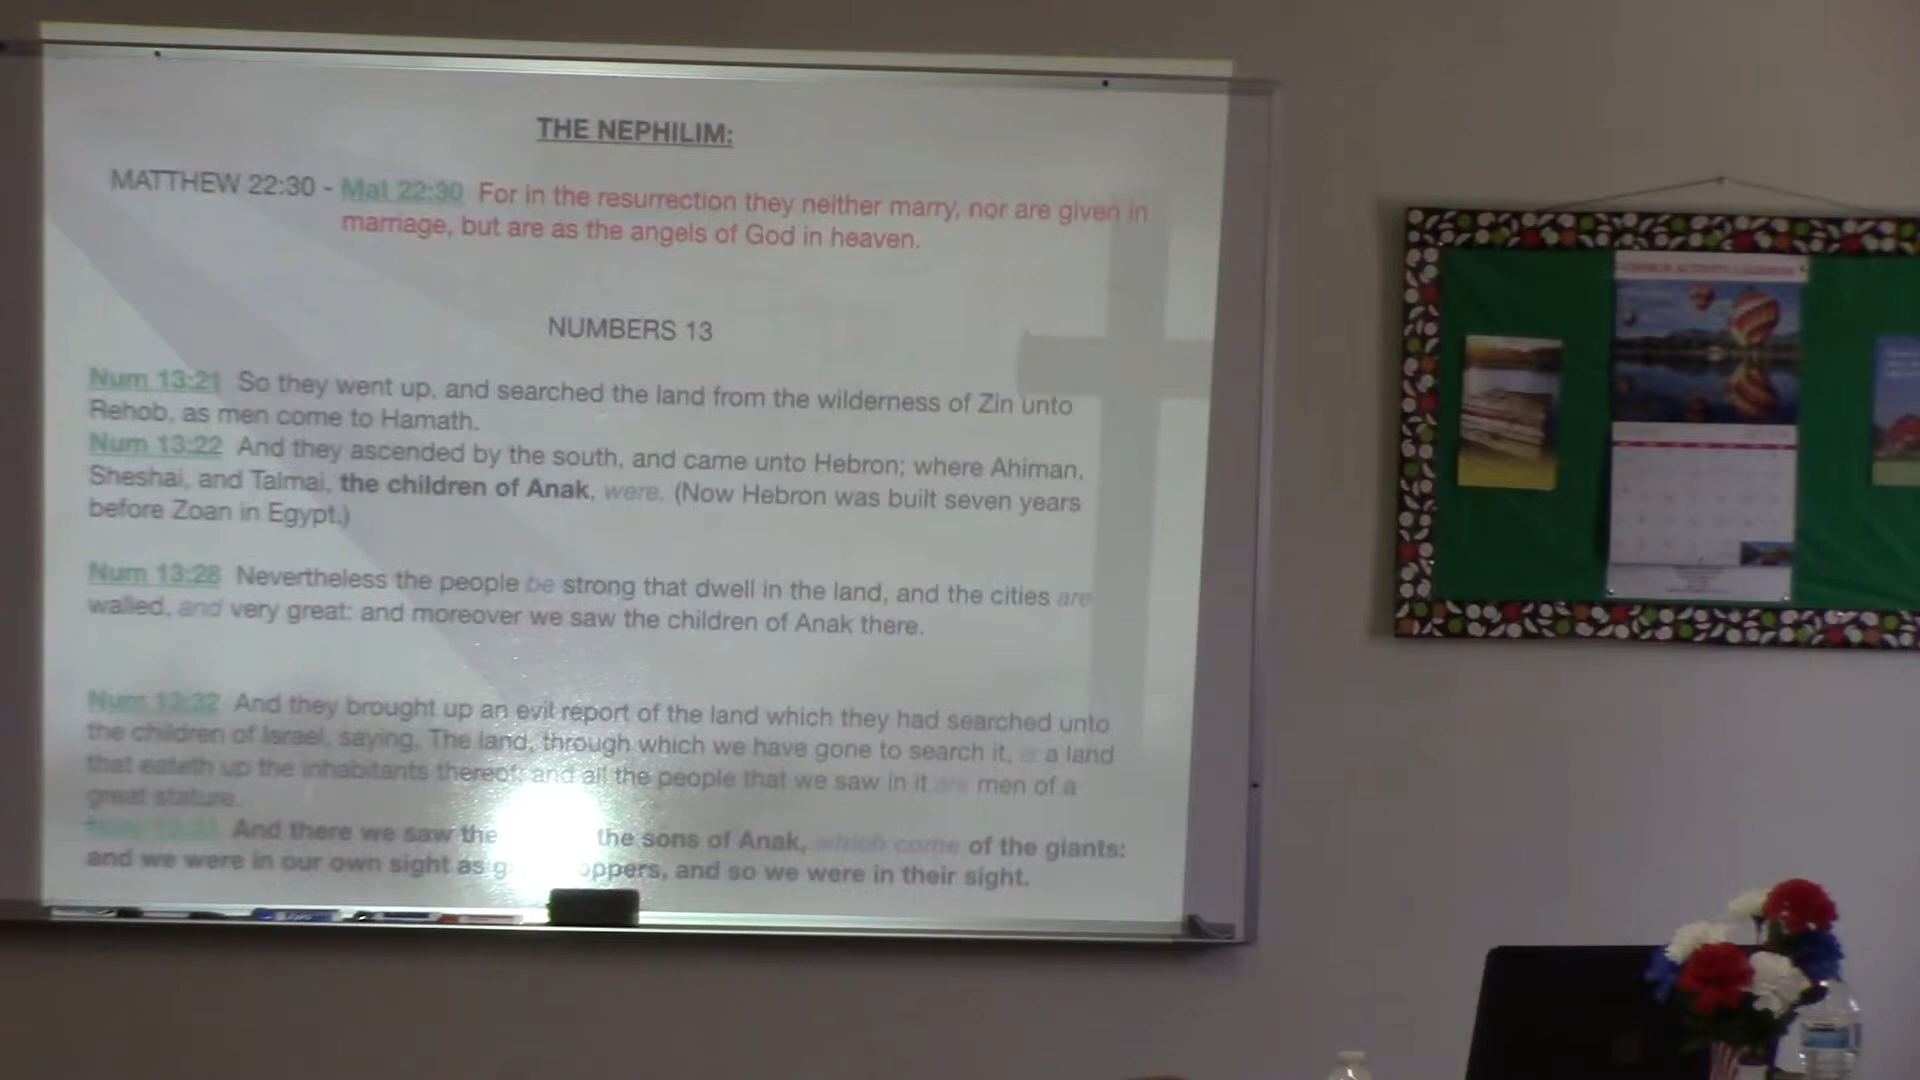 THE NEPHILIM:
MATTHEW 22:30 - Mat 22:30 For in the resurrection they neither marry, nor are given in
marriage, but are as the angels of God in heaven.
NUMBERS 13
Num 13:21 So they went up, and searched the land from the wilderness of Zin unto
Rehob, as men come to Hamath.
Num 13:22 And they ascended by the south, and came unto Hebron; where Ahiman,
Sheshai, and Talmai, the children of Anak, were. (Now Hebron was built seven years
before Zoan in Egypt.)
Num 13:28 Nevertheless the people be strong that dwell in the land, and the cities are
walled, and very great: and moreover we saw the children of Anak there.
Num 13:32 And they brought up an evil report of the land which they had searched unto
the children of Israel, saying, The land, through which we have gone to search it, is a land
that eateth up the inhabitants thereof; and all the people that we saw in it are men of a
great stature.
And there we saw the the sons of Anak, which come of the giants:
and we were in our own sight as and so we were in their sight.